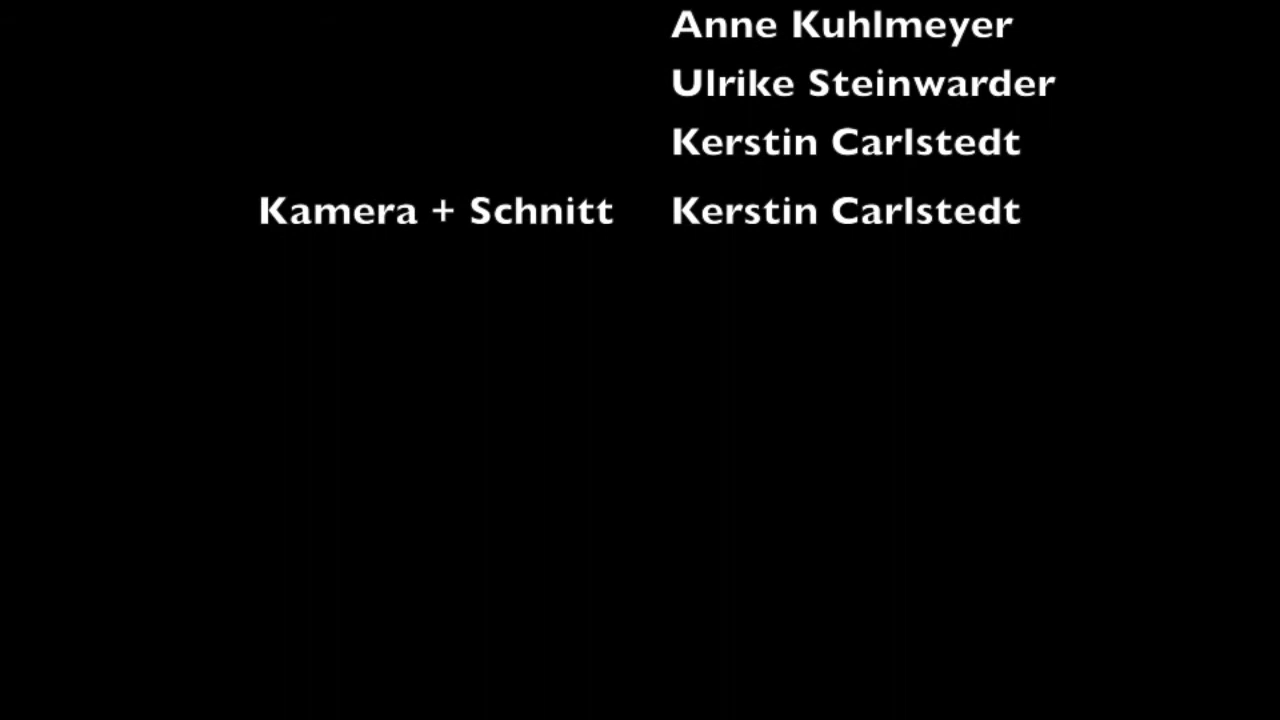 Anne Kuhlmeyer
Ulrike Steinwarder
Kerstin Carlstedt
Kamera + Schnitt Kerstin Carlstedt